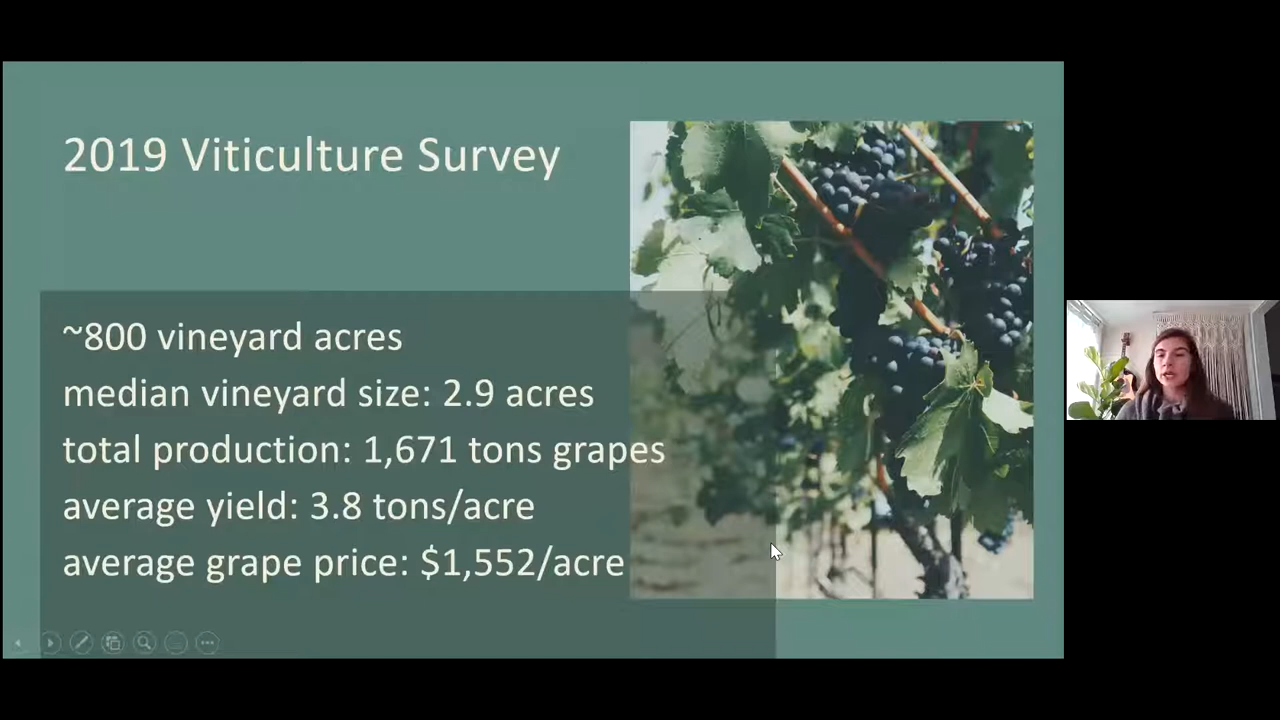 2019 Viticulture Survey
~800 vineyard acres
median vineyard size: 2.9 acres
total production: 1,671 tons grapes
average yield: 3.8 tons/acre
average grape price: $1,552/acre